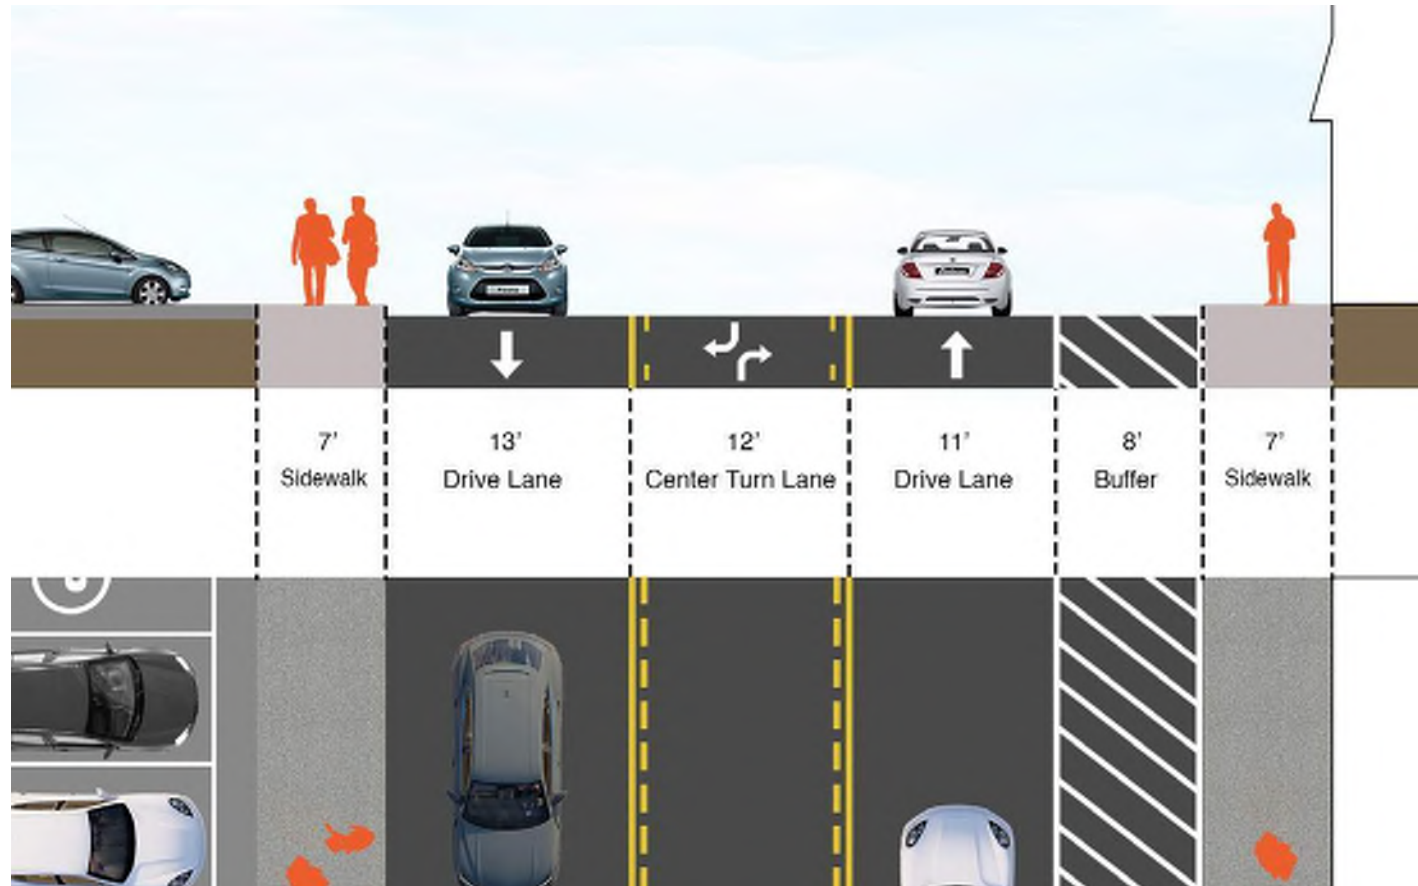 7’
Sidewalk
13’
Drive Lane
12’
Center Turn Lane
11’
Drive Lane
8’
Buffer
7’
Sidewalk